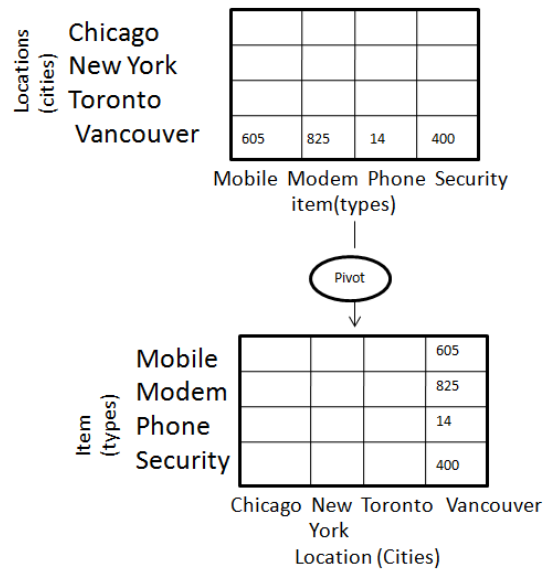 Locations
(cities)
Chicago
New York
Toronto
Vancouver
605 825 14 400
Mobile Modem Phone Security
item(types)
Pivot
Item
(types)
Mobile 605
Modem 825
Phone 14
Security 400
Chicago New Toronto Vancouver
York
Location (Cities)